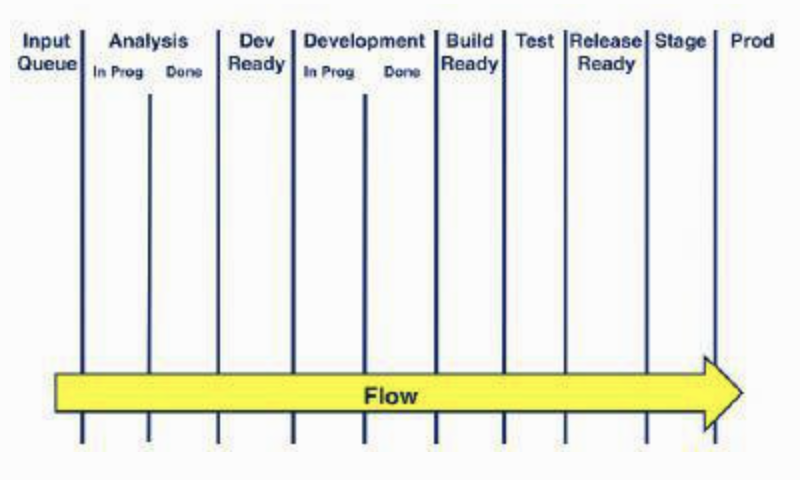 Input Queue
Analysis
In Prog
Done
Dev Ready
Development
In Prog
Done
Build Ready
Test
Release Ready
Stage
Prod
Flow